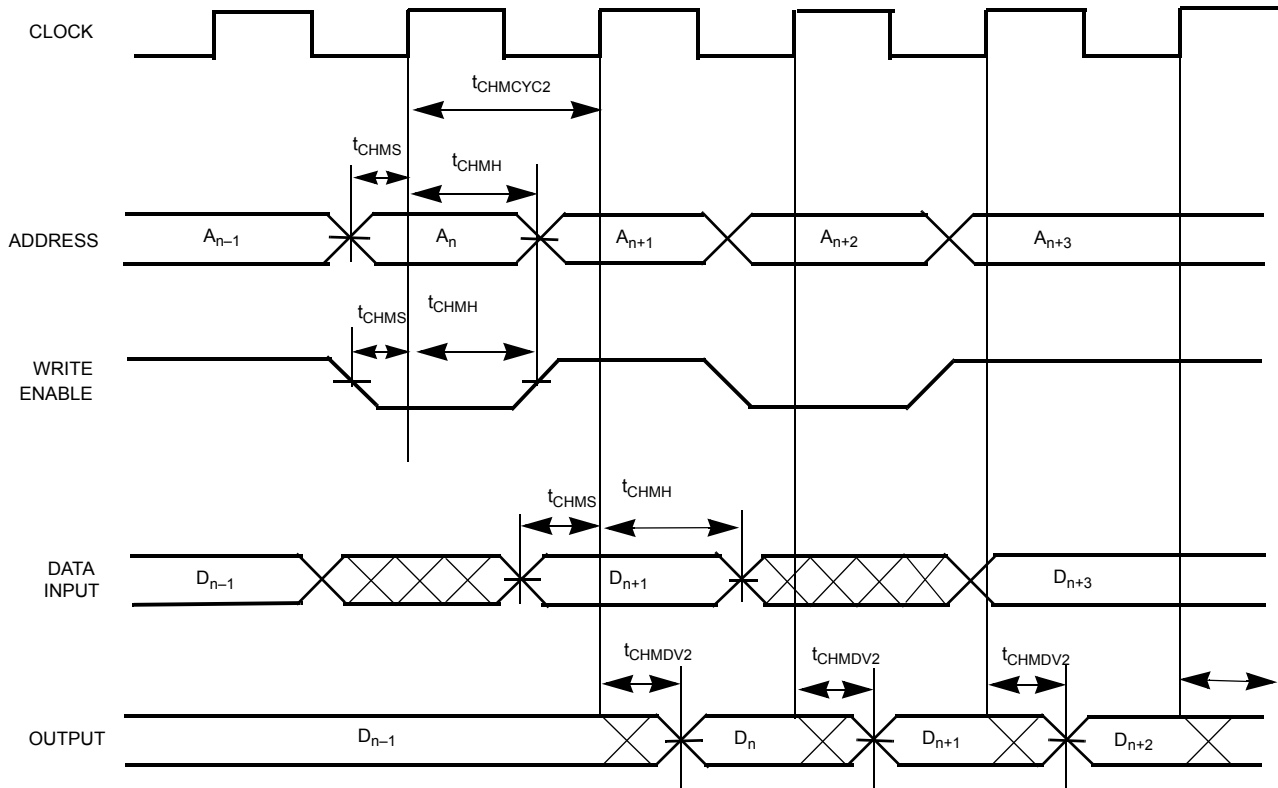 CLOCK
tCHMCYC2
tCHMS
tCHMH
ADDRESS
An–1
An
An+1
An+2
An+3
tCHMS
tCHMH
WRITE
ENABLE
tCHMS
tCHMH
DATA
INPUT
Dn–1
Dn+1
Dn+3
tCHMDV2
tCHMDV2
tCHMDV2
OUTPUT
Dn–1
Dn
Dn+1
Dn+2